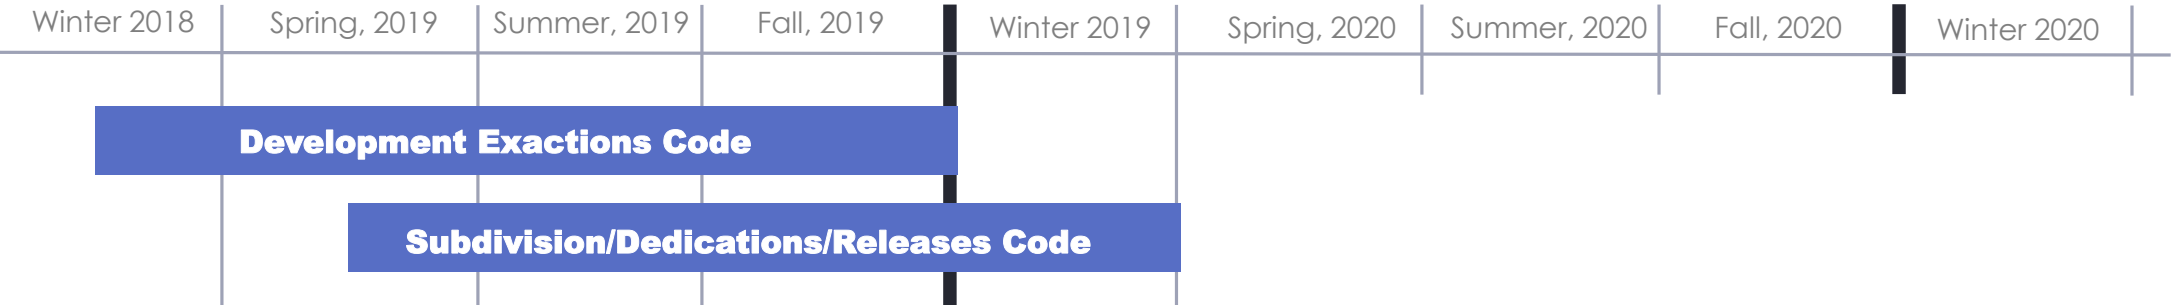 Winter 2018
Spring, 2019
Summer, 2019
Fall, 2019
Winter 2019
Spring, 2020
Summer, 2020
Fall, 2020
Winter 2020
Development Exactions Code
Subdivision/Dedications/Releases Code